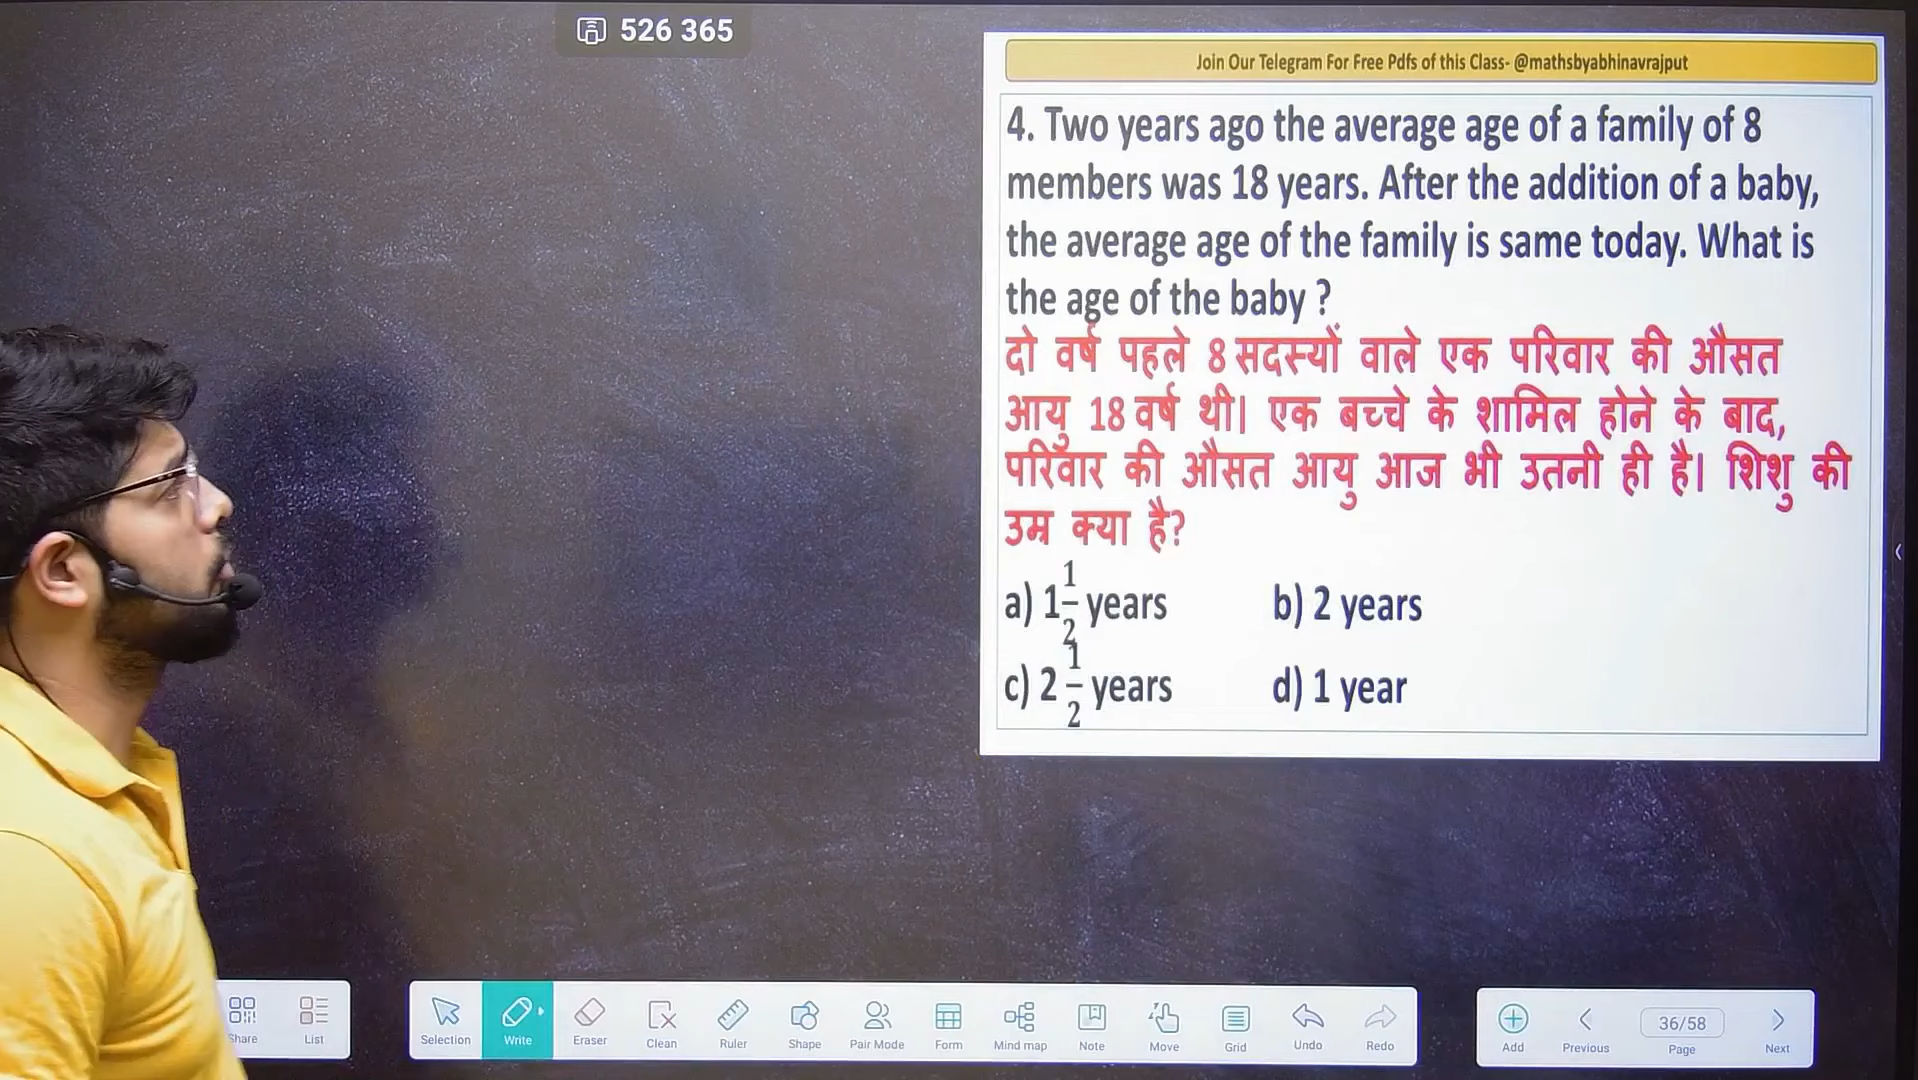 526 365
Join Our Telegram For Free Pdfs of this Class- @mathsbyabhinavrajput
4. Two years ago the average age of a family of 8
members was 18 years. After the addition of a baby,
the average age of the family is same today. What is
the age of the baby ?
दो वर्ष पहले 8 सदस्यों वाले एक परिवार की औसत
आयु 18 वर्ष थी। एक बच्चे के शामिल होने के बाद,
परिवार की औसत आयु आज भी उतनी ही है। शिशु की
उम्र क्या है?
a) 1 1/2 years b) 2 years
c) 2 1/2 years d) 1 year
Share List Selection Write Eraser Clean Ruler Shape Pair Mode Form Mind map Note Move Grid Undo Redo Add Previous 36/58 Page Next